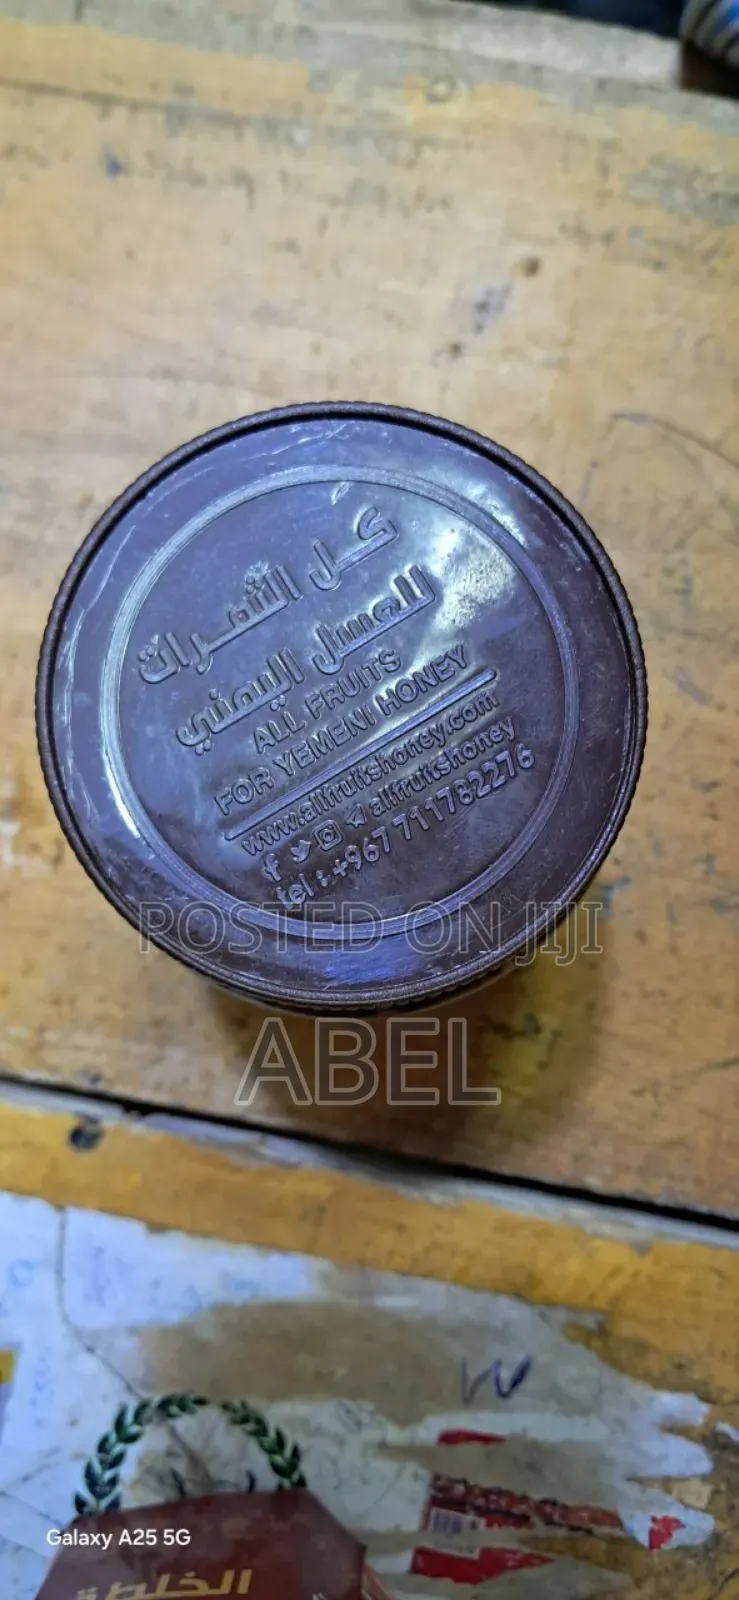 كل الثمرات
للعسل اليمني
ALL FRUITS
FOR YEMENI HONEY
www.allfruitshoney.com
allfruitshoney
tel :+967 711782276
POSTED ON JIJI
ABEL
Galaxy A25 5G
الخلطة